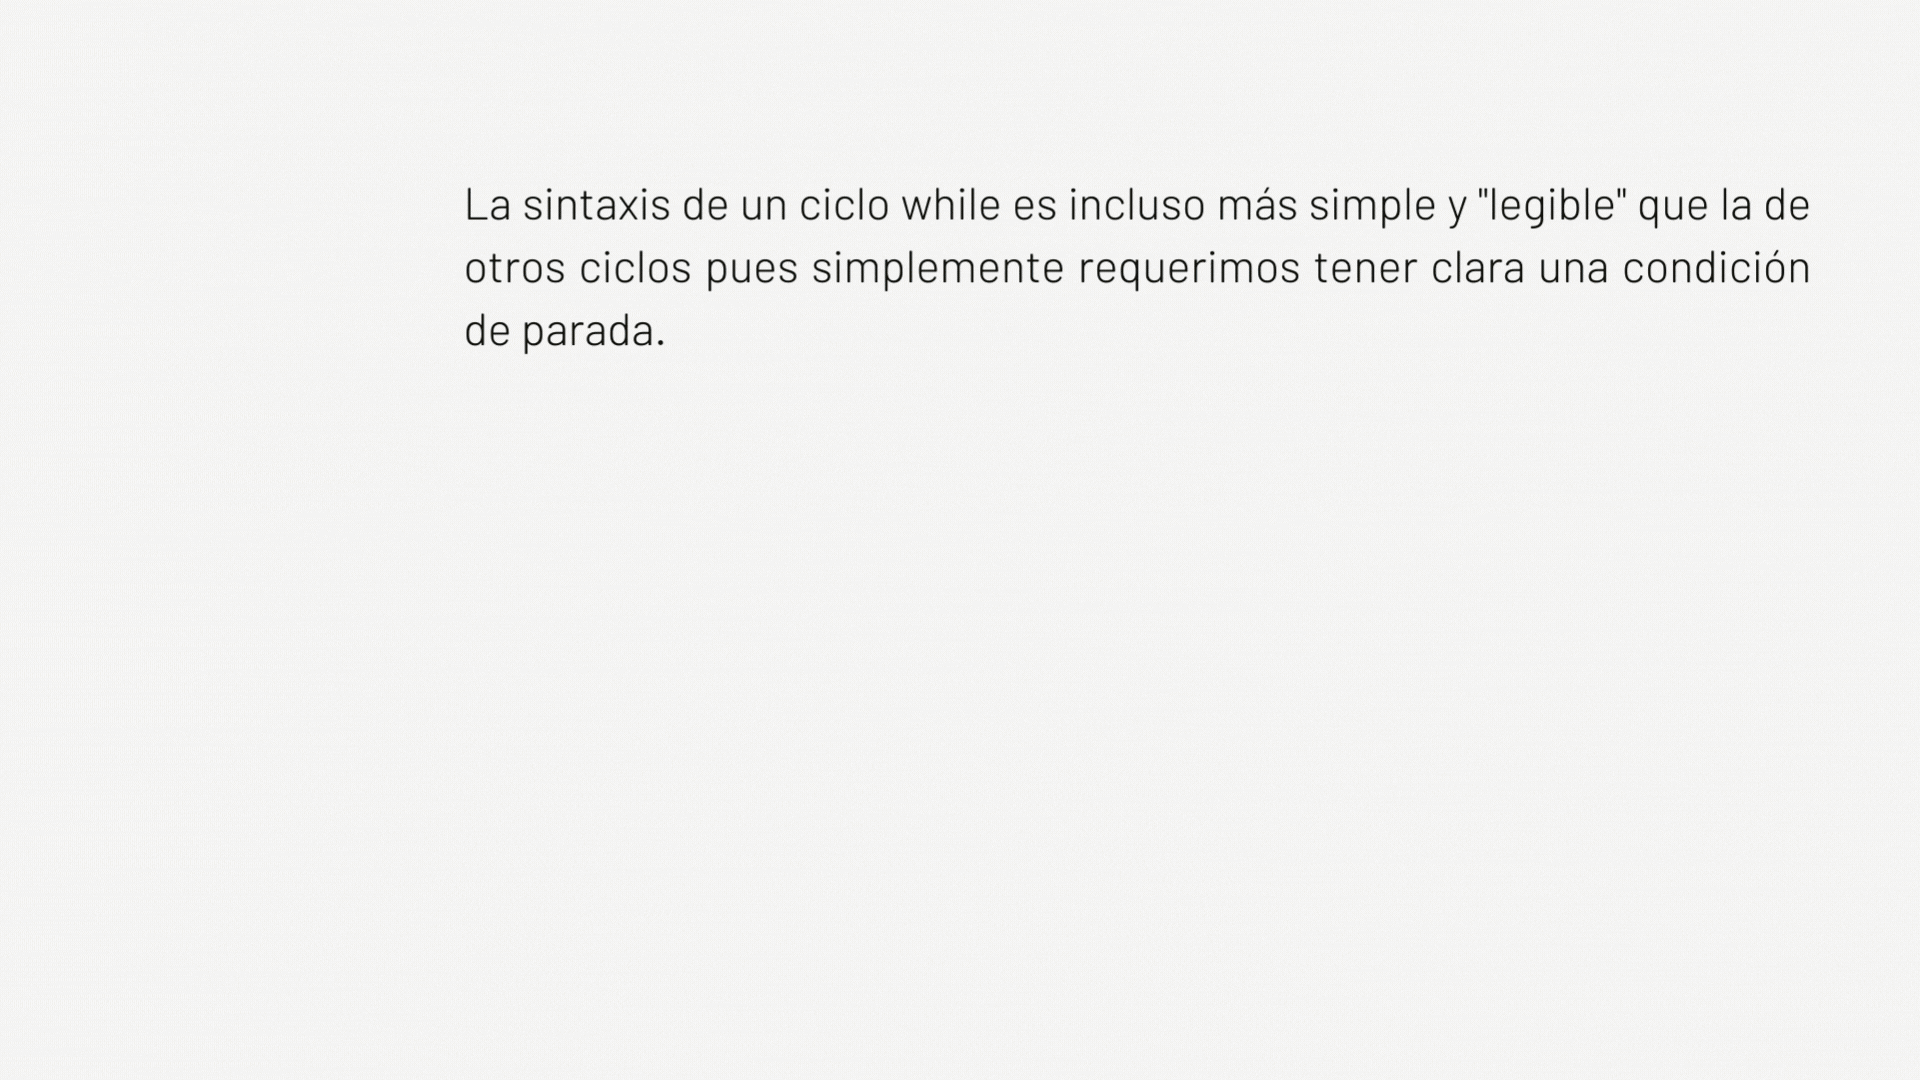 La sintaxis de un ciclo while es incluso más simple y "legible" que la de
otros ciclos pues simplemente requerimos tener clara una condición
de parada.